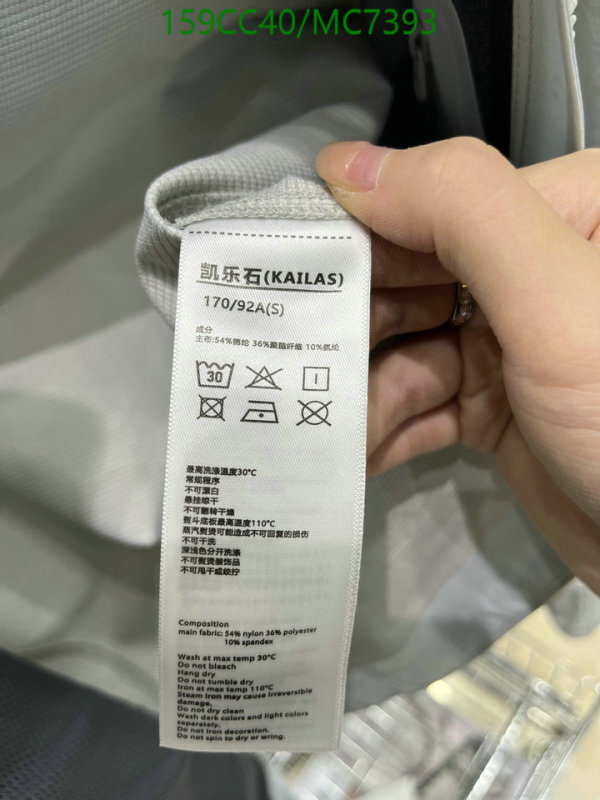 159CC40/MC7393
凯乐石(KAILAS)
170/92A(S)
成分
主布:54%锦纶 36%聚酯纤维 10%氨纶
30
最高洗涤温度30°C
常规程序
不可漂白
悬挂晾干
不可翻转干燥
熨斗底板最高温度110°C
蒸汽熨烫可能造成不可回复的损伤
不可干洗
深浅色分开洗涤
不可熨烫装饰品
不可甩干或绞拧
Composition
main fabric: 54% nylon 36% polyester
10% spandex
Wash at max temp 30°C
Do not bleach
Hang dry
Do not tumble dry
Iron at max temp 110°C
Steam iron may cause irreversible
damage.
Do not dry clean
Wash dark colors and light colors
separately.
Do not iron decoration.
Do not spin to dry or wring.